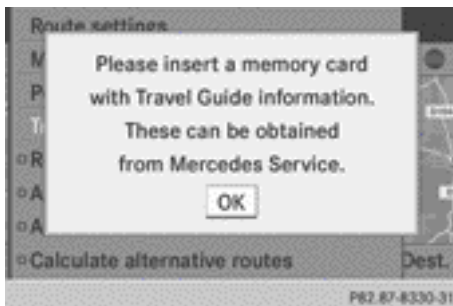 Route settings
M
Please insert a memory card
P
with Travel Guide information.
T
These can be obtained
R
from Mercedes Service.
A
OK
A
Calculate alternative routes
Dest.
P82.87-8330-31